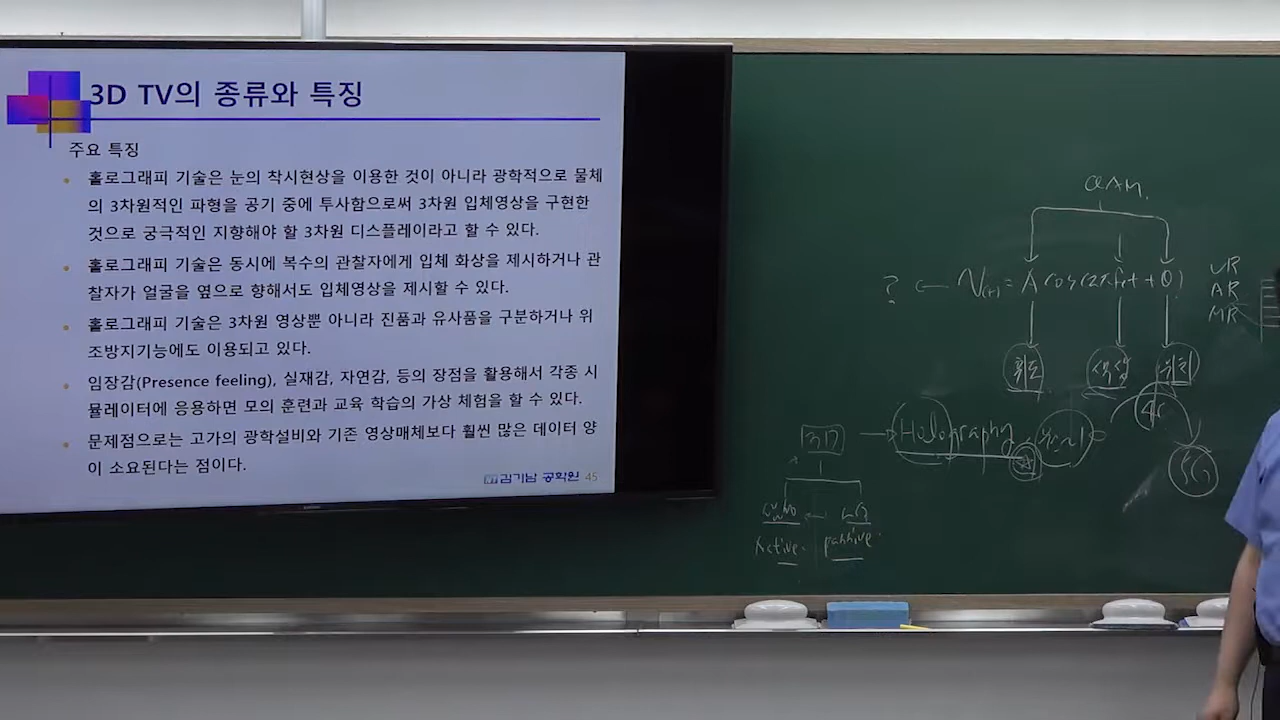 3D TV의 종류와 특징
주요 특징
홀로그래피 기술은 눈의 착시현상을 이용한 것이 아니라 광학적으로 물체
의 3차원적인 파형을 공기 중에 투사함으로써 3차원 입체영상을 구현한
것으로 궁극적인 지향해야 할 3차원 디스플레이라고 할 수 있다.
홀로그래피 기술은 동시에 복수의 관찰자에게 입체 화상을 제시하거나 관
찰자가 얼굴을 옆으로 향해서도 입체영상을 제시할 수 있다.
홀로그래피 기술은 3차원 영상뿐 아니라 진품과 유사품을 구분하거나 위
조방지기능에도 이용되고 있다.
임장감(Presence feeling), 실재감, 자연감, 등의 장점을 활용해서 각종 시
뮬레이터에 응용하면 모의 훈련과 교육 학습의 가상 체험을 할 수 있다.
문제점으로는 고가의 광학설비와 기존 영상매체보다 훨씬 많은 데이터 양
이 소요된다는 점이다.
김기남 공학원 45
QAM
VR
AR
MR
? ← V(t) = A cos(2πfct + θ)
휘도 색상 위치
3D → Holography
4G
5G
Active passive